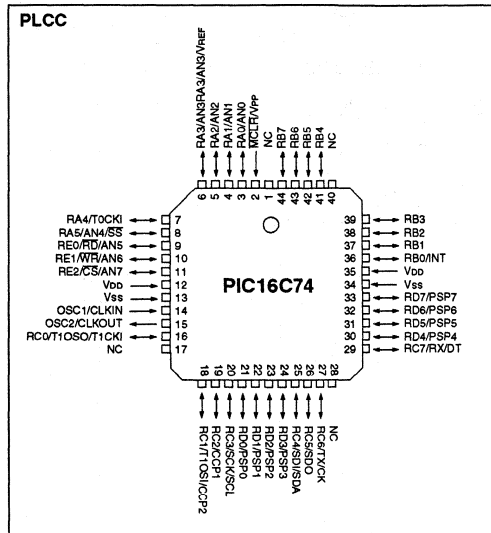 PLCC
RA3/AN3RA3/AN3/VREF
RA2/AN2
RA1/AN1
RA0/AN0
MCLR/VPP
NC
RB7
RB6
RB5
RB4
NC
6 5 4 3 2 1 44 43 42 41 40
RA4/T0CKI 7
RA5/AN4/SS 8
RE0/RD/AN5 9
RE1/WR/AN6 10
RE2/CS/AN7 11
VDD 12
VSS 13
OSC1/CLKIN 14
OSC2/CLKOUT 15
RC0/T1OSO/T1CKI 16
NC 17
PIC16C74
39 RB3
38 RB2
37 RB1
36 RB0/INT
35 VDD
34 VSS
33 RD7/PSP7
32 RD6/PSP6
31 RD5/PSP5
30 RD4/PSP4
29 RC7/RX/DT
18 19 20 21 22 23 24 25 26 27 28
RC1/T1OSI/CCP2
RC2/CCP1
RC3/SCK/SCL
RD0/PSP0
RD1/PSP1
RD2/PSP2
RD3/PSP3
RC4/SDI/SDA
RC5/SDO
RC6/TX/CK
NC